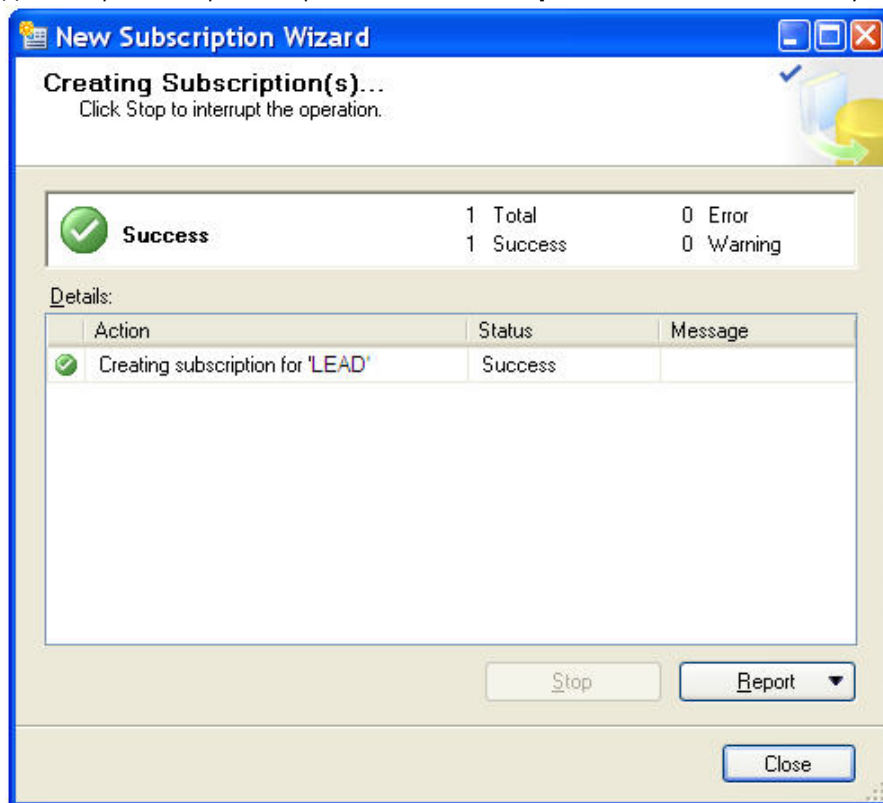 New Subscription Wizard
Creating Subscription(s)...
Click Stop to interrupt the operation.
Success
1 Total
0 Error
1 Success
0 Warning
Details:
Action Status Message
Creating subscription for 'LEAD' Success
Stop
Report
Close